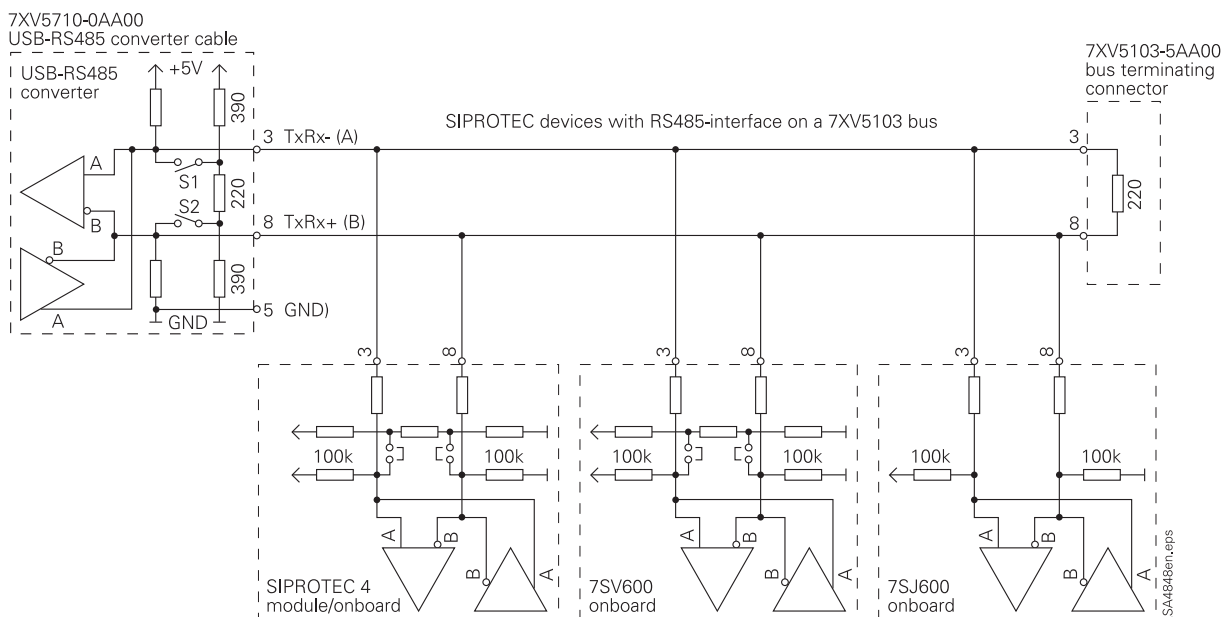 7XV5710-0AA00
USB-RS485 converter cable
USB-RS485
converter
+5V
390
3 TxRx- (A)
SIPROTEC devices with RS485-interface on a 7XV5103 bus
7XV5103-5AA00
bus terminating
connector
3
A
S1
220
220
S2
B
8 TxRx+ (B)
8
B
390
A
GND
5 GND)
3
8
3
8
3
8
100k
100k
100k
100k
100k
100k
A
B
B
A
A
B
B
A
A
B
B
A
SIPROTEC 4
module/onboard
7SV600
onboard
7SJ600
onboard
SA4848en.eps